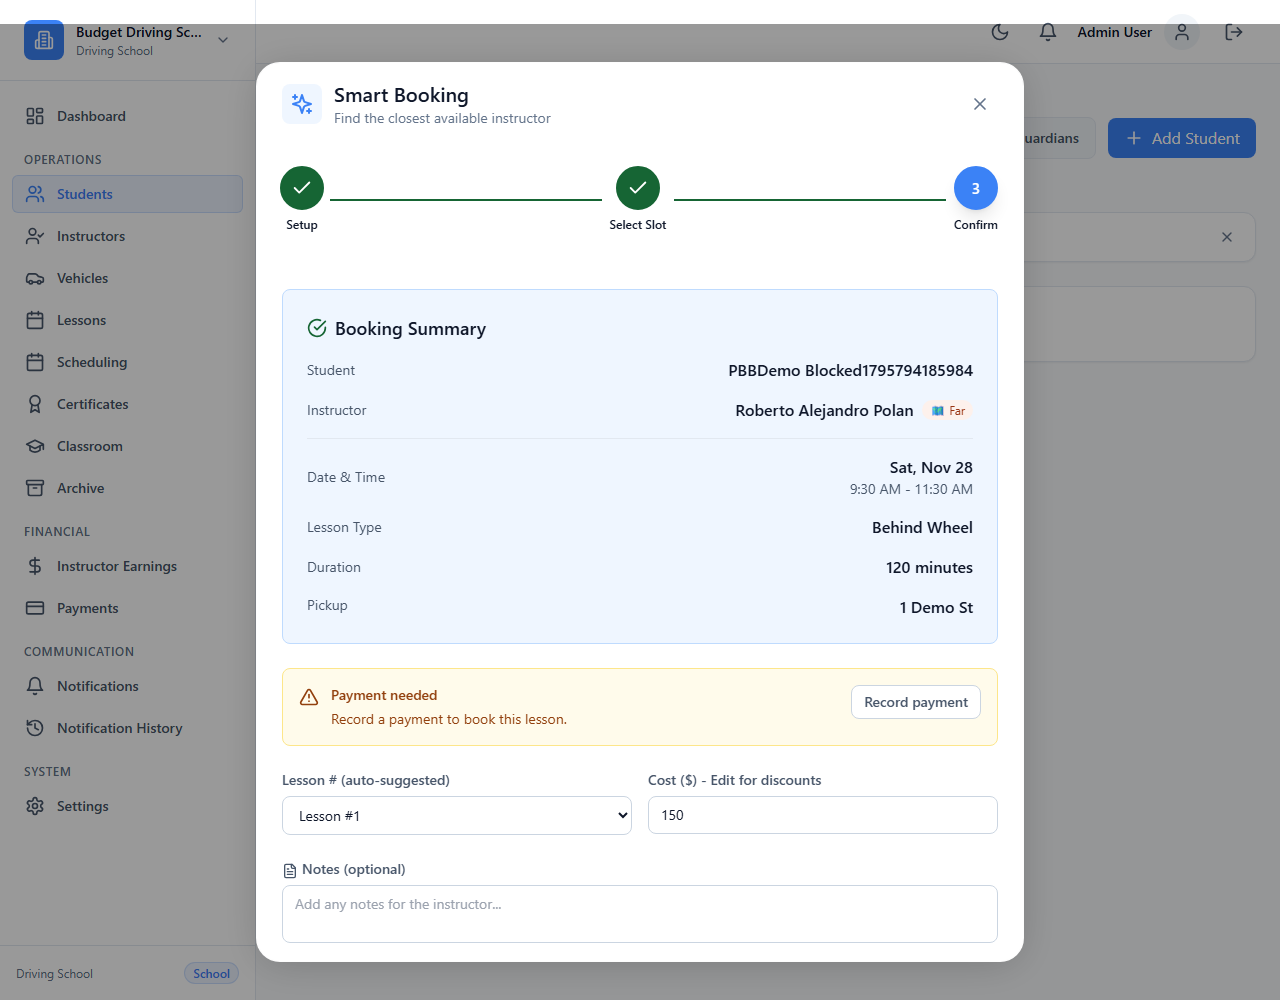 Budget Driving Sc...
Driving School
Admin User
Dashboard
OPERATIONS
Students
Instructors
Vehicles
Lessons
Scheduling
Certificates
Classroom
Archive
FINANCIAL
Instructor Earnings
Payments
COMMUNICATION
Notifications
Notification History
SYSTEM
Settings
Driving School
School
uardians
Add Student
Smart Booking
Find the closest available instructor
3
Setup
Select Slot
Confirm
Booking Summary
Student PBBDemo Blocked1795794185984
Instructor Roberto Alejandro Polan Far
Date & Time Sat, Nov 28
9:30 AM - 11:30 AM
Lesson Type Behind Wheel
Duration 120 minutes
Pickup 1 Demo St
Payment needed
Record a payment to book this lesson.
Record payment
Lesson # (auto-suggested)
Lesson #1
Cost ($) - Edit for discounts
150
Notes (optional)
Add any notes for the instructor...